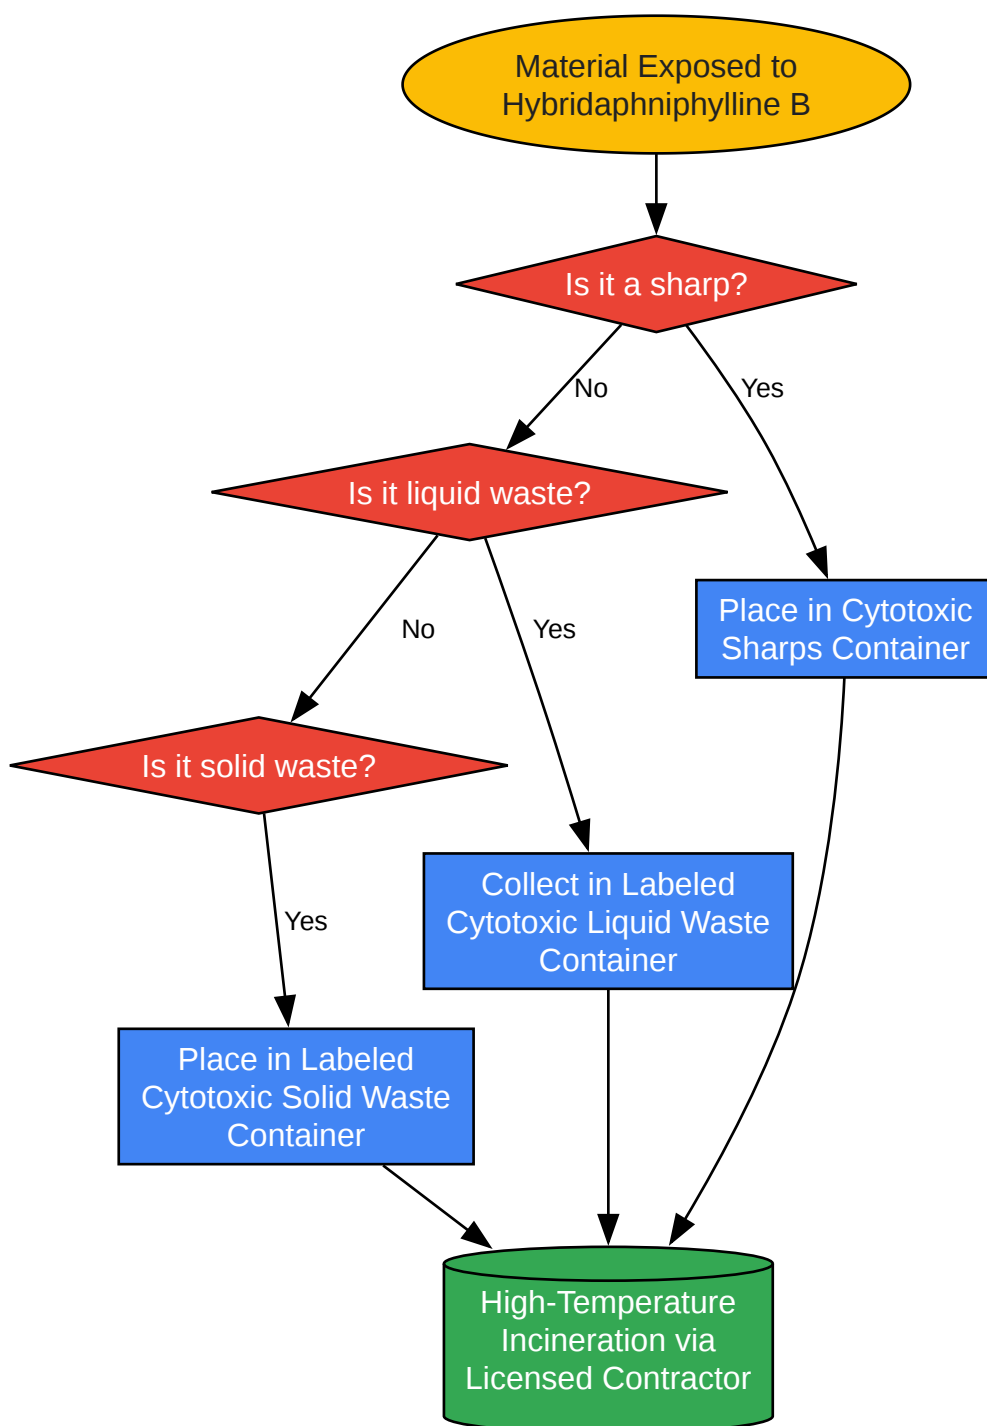 Material Exposed to
Hybridaphniphylline B
Is it a sharp?
No
Yes
Is it liquid waste?
Place in Cytotoxic
Sharps Container
No
Yes
Is it solid waste?
Collect in Labeled
Cytotoxic Liquid Waste
Container
Yes
Place in Labeled
Cytotoxic Solid Waste
Container
High-Temperature
Incineration via
Licensed Contractor